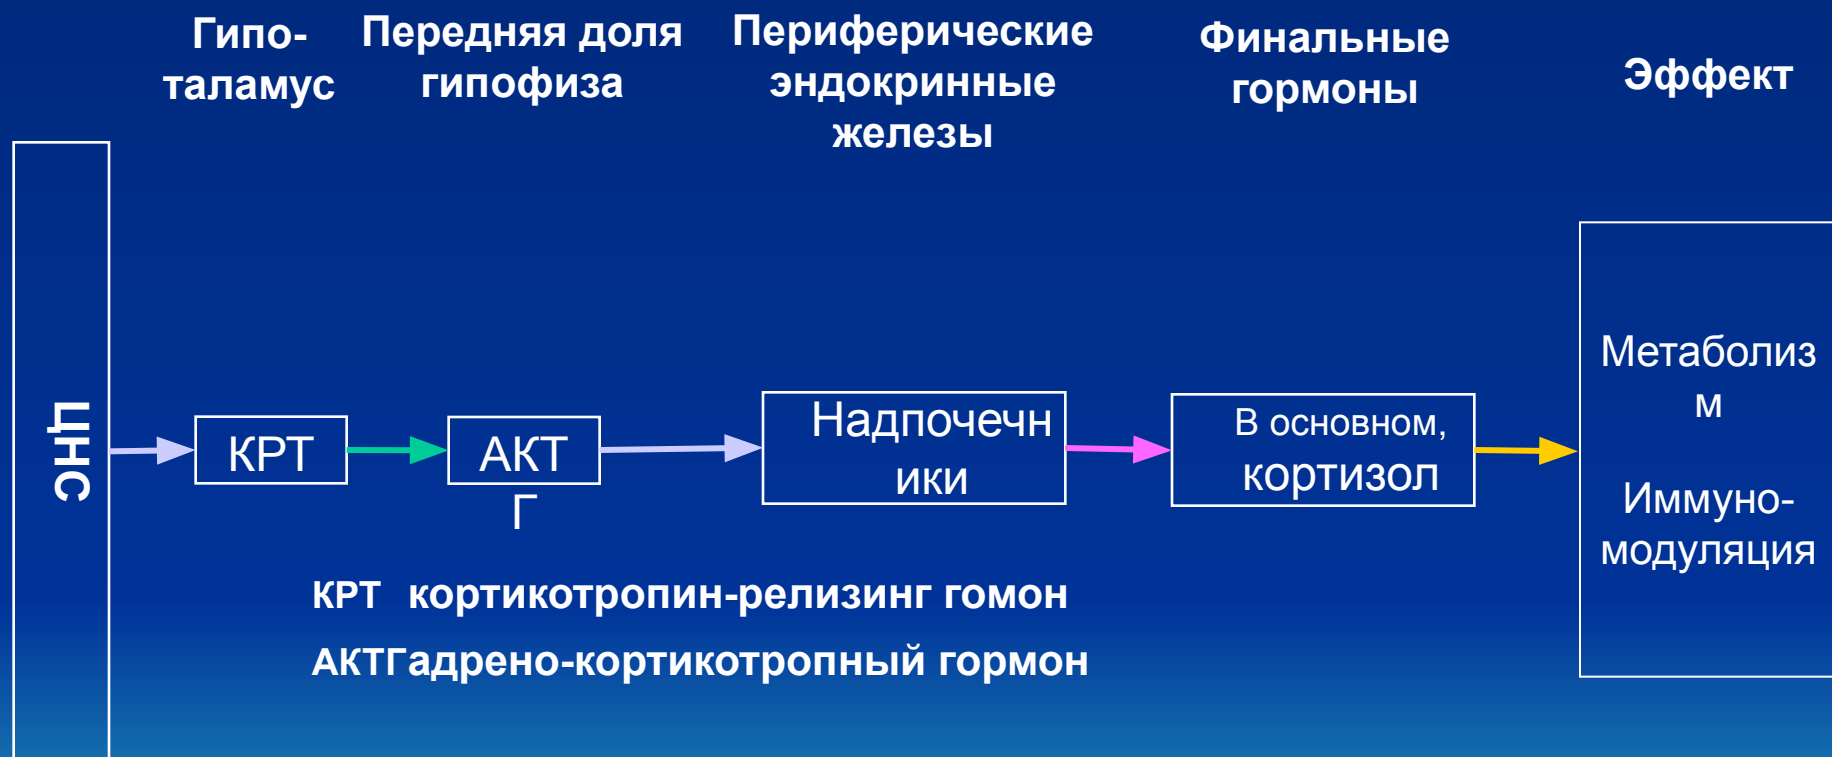 Гипо-
таламус
Передняя доля
гипофиза
Периферические
эндокринные
железы
Финальные
гормоны
Эффект
ЦНС
КРТ
АКТ
Г
Надпочечн
ики
В основном,
кортизол
Метаболиз
м
Иммуно-
модуляция
КРТ кортикотропин-релизинг гомон
АКТГадрено-кортикотропный гормон